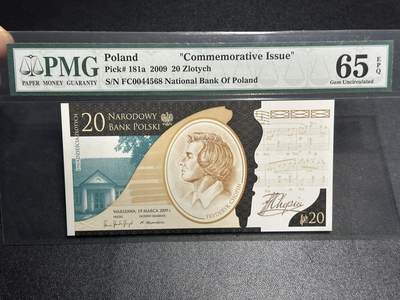 PMG
PAPER MONEY GUARANTY
Poland "Commemorative Issue"
Pick# 181a 2009 20 Zlotych
S/N FC0044568 National Bank Of Poland
65 EPQ
Gem Uncirculated
20 NARODOWY
BANK POLSKI
FRYDERYK CHOPIN
WARSZAWA, 19 MARCA 2009 r.
FChopin
20